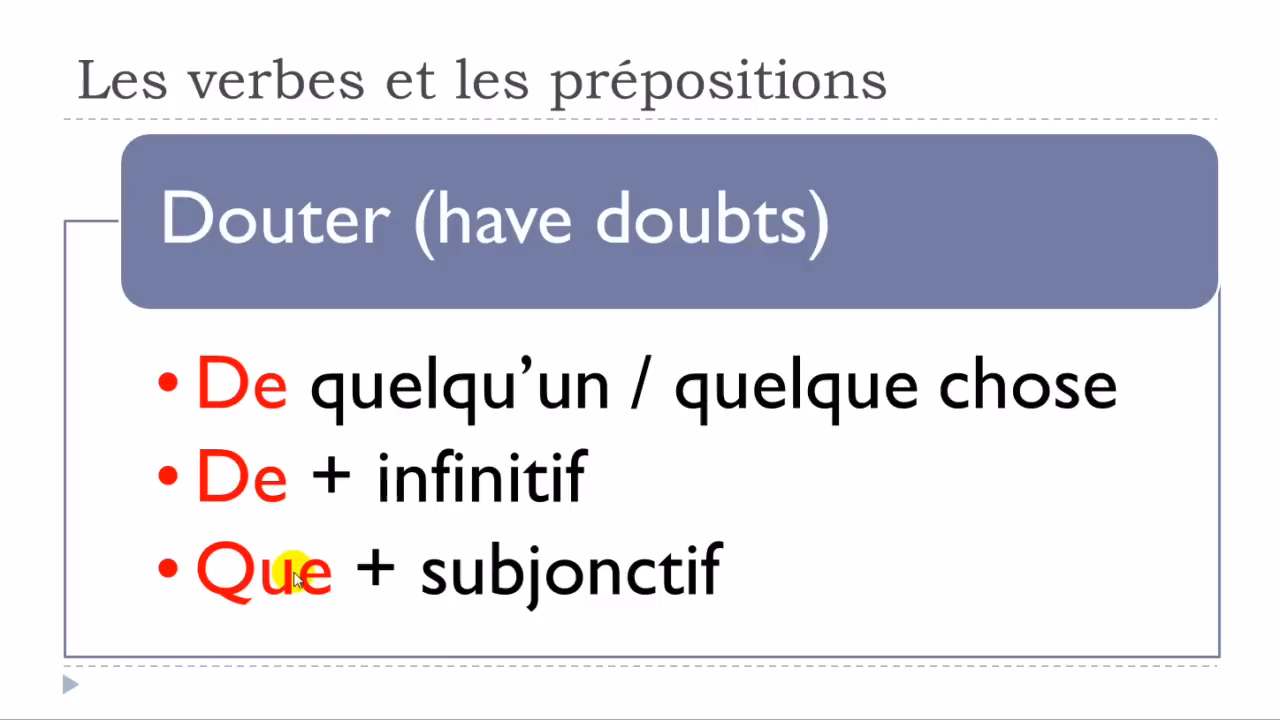 Les verbes et les prépositions
Douter (have doubts)
• De quelqu’un / quelque chose
• De + infinitif
• Que + subjonctif